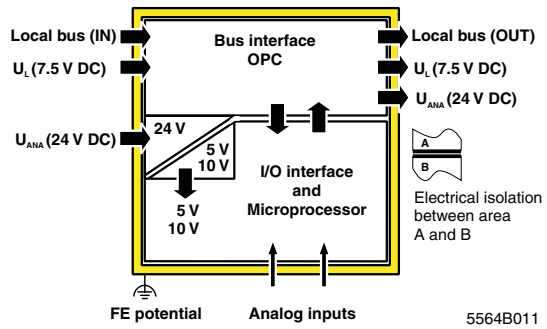 Local bus (IN)
Bus interface
OPC
Local bus (OUT)
UL (7.5 V DC)
UL (7.5 V DC)
UANA (24 V DC)
UANA (24 V DC)
24 V
5 V
10 V
5 V
10 V
I/O interface
and
Microprocessor
A
B
Electrical isolation
between area
A and B
FE potential
Analog inputs
5564B011